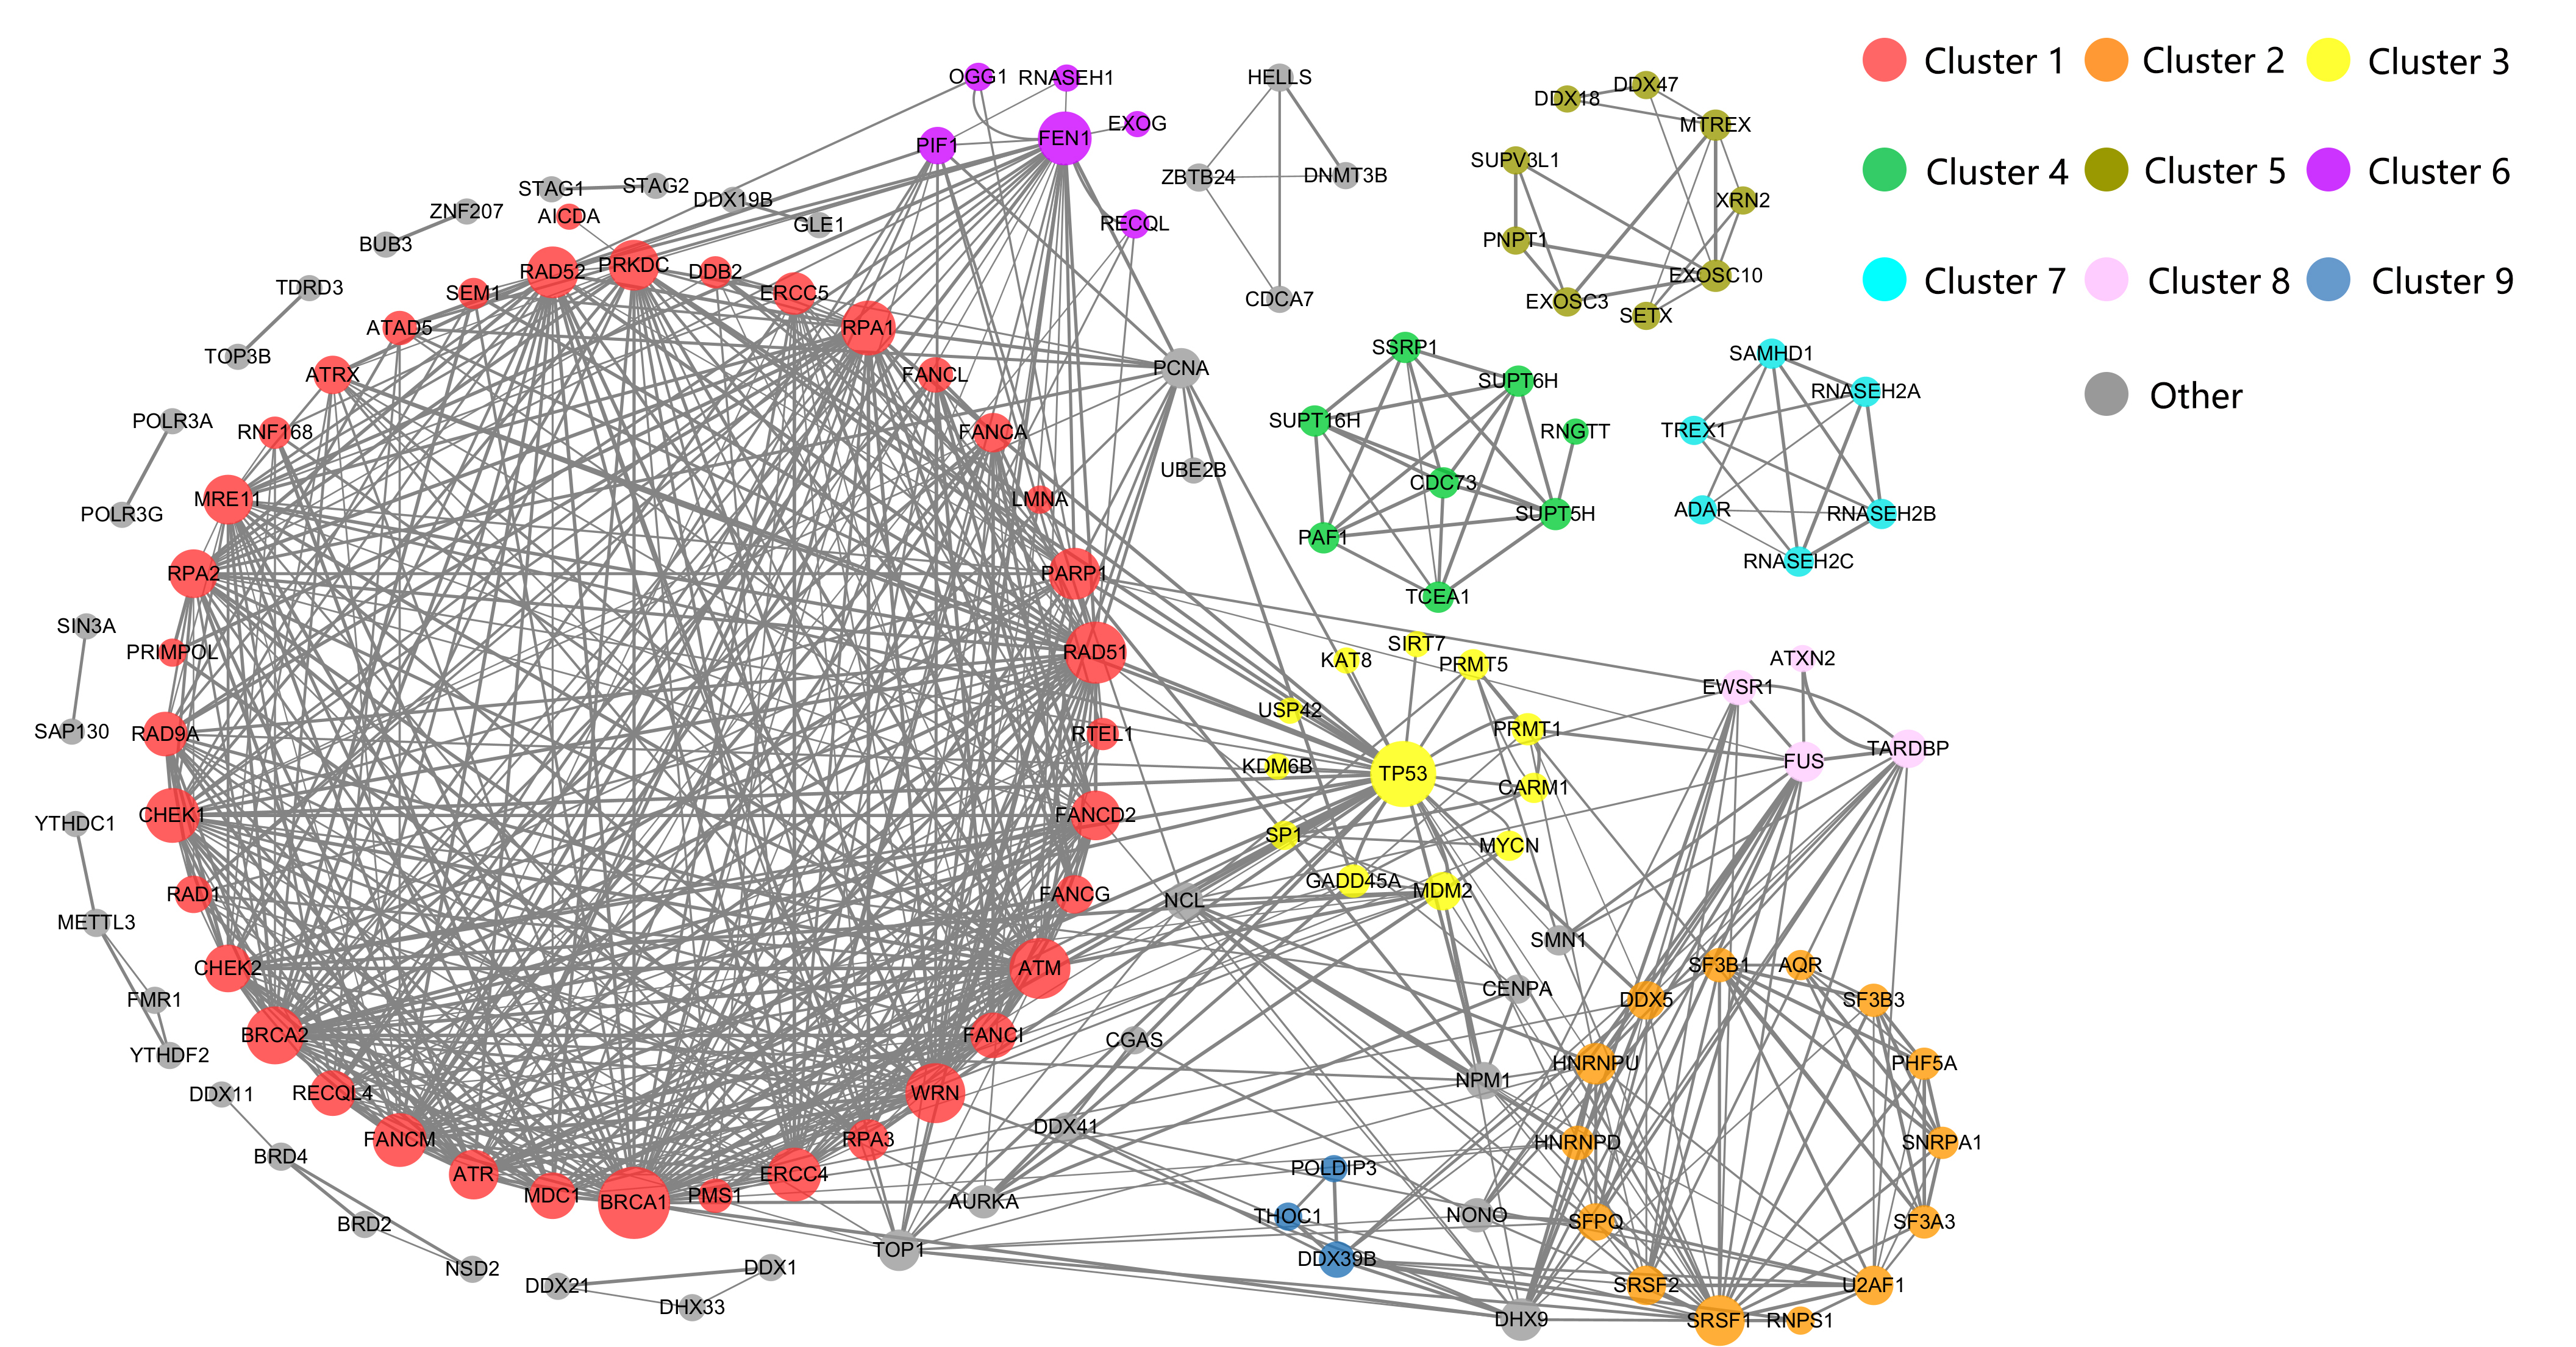 Cluster 1
Cluster 2
Cluster 3
Cluster 4
Cluster 5
Cluster 6
Cluster 7
Cluster 8
Cluster 9
Other
OGG1
RNASEH1
EXOG
PIF1
FEN1
RECQL
HELLS
ZBTB24
DNMT3B
CDCA7
DDX18
DDX47
MTREX
SUPV3L1
XRN2
PNPT1
EXOSC10
EXOSC3
SETX
STAG1
STAG2
DDX19B
GLE1
ZNF207
BUB3
AICDA
TDRD3
TOP3B
RAD52
PRKDC
DDB2
ERCC5
SEM1
ATAD5
RPA1
ATRX
FANCL
RNF168
FANCA
MRE11
LMNA
RPA2
PARP1
PRIMPOL
RAD51
RAD9A
RTEL1
CHEK1
FANCD2
RAD1
FANCG
CHEK2
ATM
BRCA2
FANCI
RECQL4
WRN
FANCM
RPA3
ATR
ERCC4
MDC1
BRCA1
PMS1
POLR3A
POLR3G
SIN3A
SAP130
YTHDC1
METTL3
FMR1
YTHDF2
DDX11
BRD4
BRD2
NSD2
DDX21
DDX1
DHX33
PCNA
UBE2B
SSRP1
SUPT6H
SUPT16H
RNGTT
CDC73
SUPT5H
PAF1
TCEA1
SAMHD1
RNASEH2A
TREX1
ADAR
RNASEH2B
RNASEH2C
SIRT7
KAT8
PRMT5
USP42
PRMT1
KDM6B
TP53
CARM1
SP1
MYCN
GADD45A
MDM2
ATXN2
EWSR1
FUS
TARDBP
NCL
SMN1
CENPA
CGAS
NPM1
DDX41
AURKA
TOP1
NONO
DHX9
POLDIP3
THOC1
DDX39B
SF3B1
AQR
DDX5
SF3B3
HNRNPU
PHF5A
HNRNPD
SNRPA1
SFPQ
SF3A3
SRSF2
U2AF1
SRSF1
RNPS1